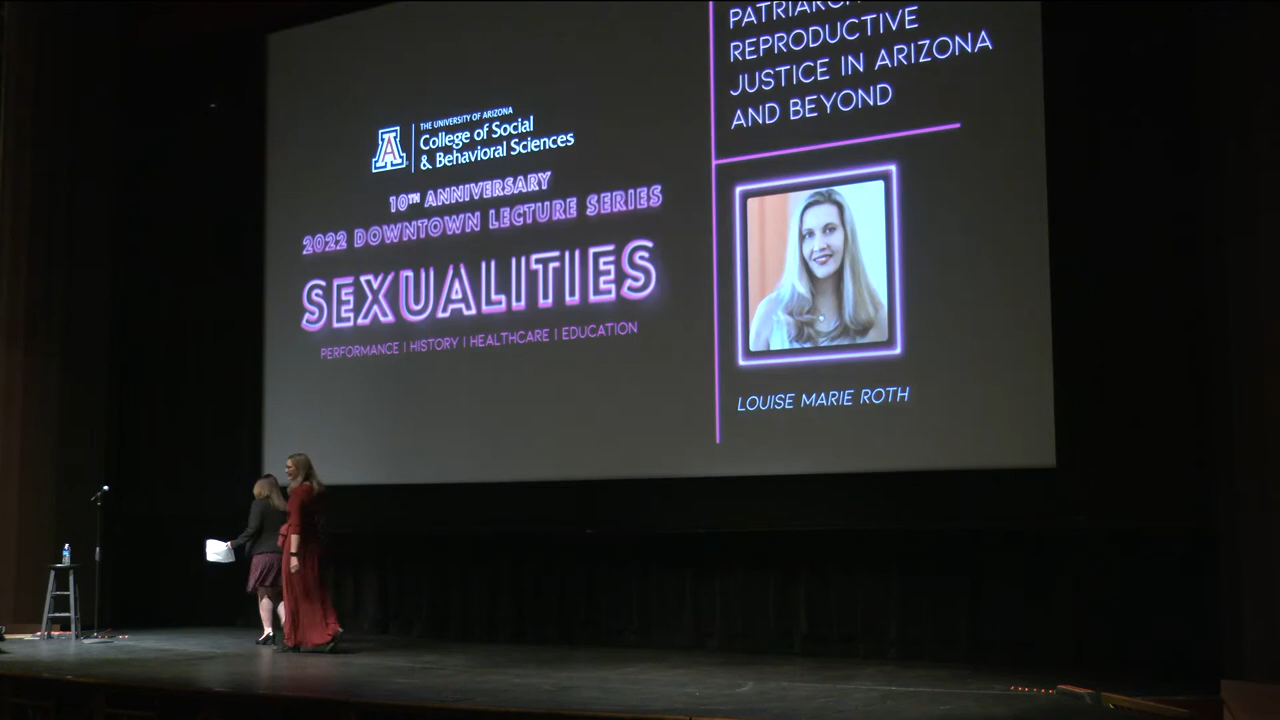 THE UNIVERSITY OF ARIZONA
College of Social
& Behavioral Sciences
10TH ANNIVERSARY
2022 DOWNTOWN LECTURE SERIES
SEXUALITIES
PERFORMANCE | HISTORY | HEALTHCARE | EDUCATION
REPRODUCTIVE
JUSTICE IN ARIZONA
AND BEYOND
LOUISE MARIE ROTH